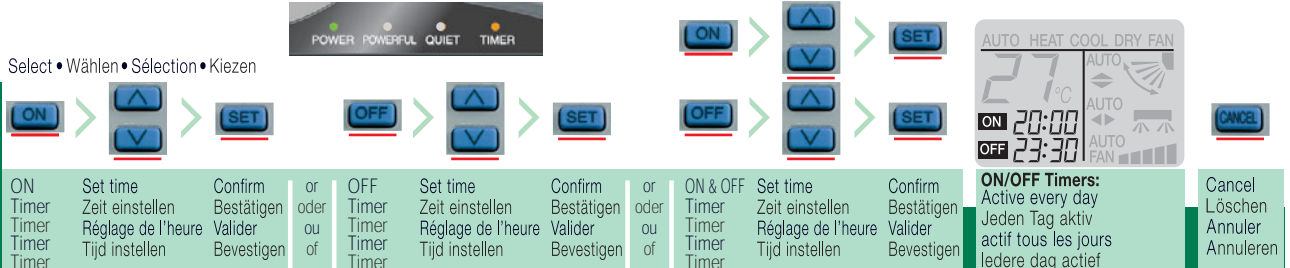 POWER POWERFUL QUIET TIMER
Select • Wählen • Sélection • Kiezen
ON
SET
ON
SET
OFF
SET
OFF
SET
AUTO HEAT COOL DRY FAN
27°C
AUTO
AUTO
ON 20:00
OFF 23:30
AUTO
FAN
CANCEL
ON
Timer
Timer
Timer
Timer
Set time
Zeit einstellen
Réglage de l'heure
Tijd instellen
Confirm
Bestätigen
Valider
Bevestigen
or
oder
ou
of
OFF
Timer
Timer
Timer
Timer
Set time
Zeit einstellen
Réglage de l'heure
Tijd instellen
Confirm
Bestätigen
Valider
Bevestigen
or
oder
ou
of
ON & OFF
Timer
Timer
Timer
Timer
Set time
Zeit einstellen
Réglage de l'heure
Tijd instellen
Confirm
Bestätigen
Valider
Bevestigen
ON/OFF Timers:
Active every day
Jeden Tag aktiv
actif tous les jours
Iedere dag actief
Cancel
Löschen
Annuler
Annuleren